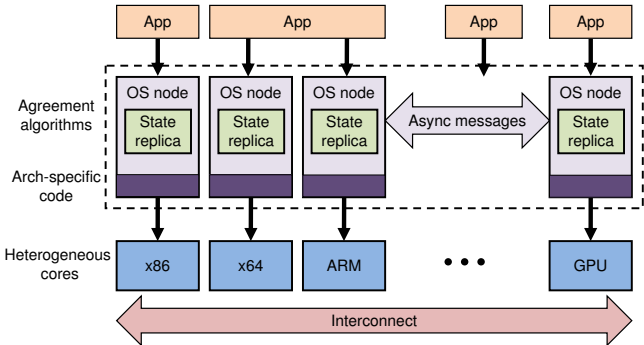 App
App
App
App
OS node
OS node
OS node
OS node
Agreement
algorithms
State
replica
State
replica
State
replica
Async messages
State
replica
Arch-specific
code
Heterogeneous
cores
x86
x64
ARM
GPU
Interconnect